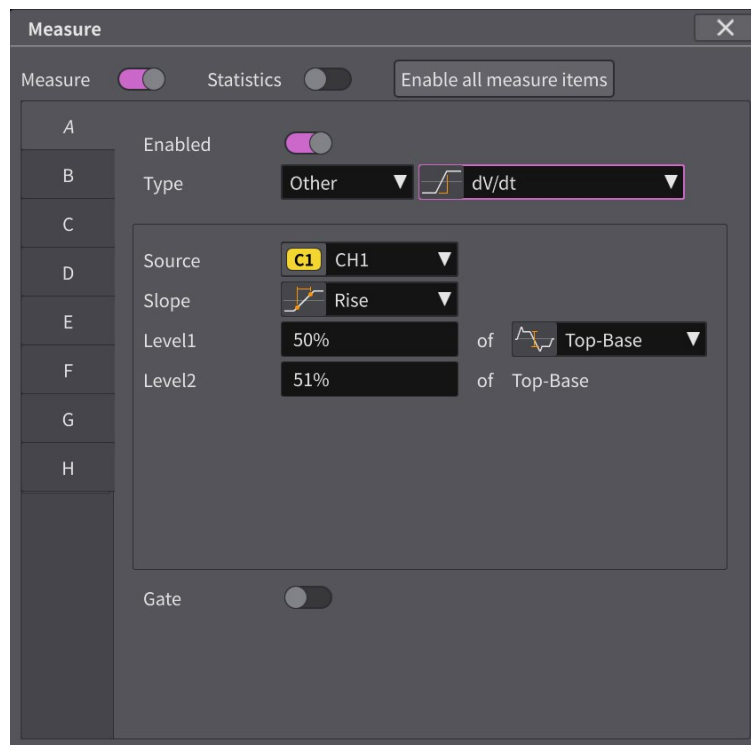 Measure
Measure Statistics Enable all measure items
A
Enabled
B
Type Other dV/dt
C
Source C1 CH1
D
Slope Rise
E
Level1 50% of Top-Base
F
Level2 51% of Top-Base
G
H
Gate